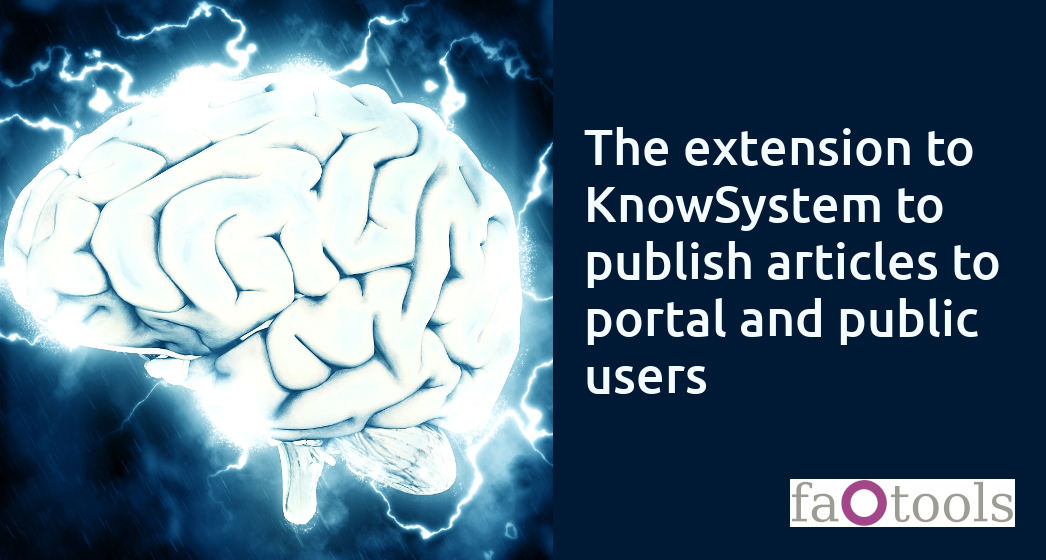 The extension to
KnowSystem to
publish articles to
portal and public
users
faOtools